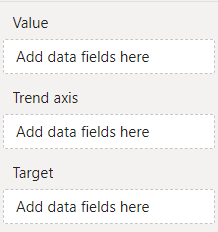 Value
Add data fields here
Trend axis
Add data fields here
Target
Add data fields here